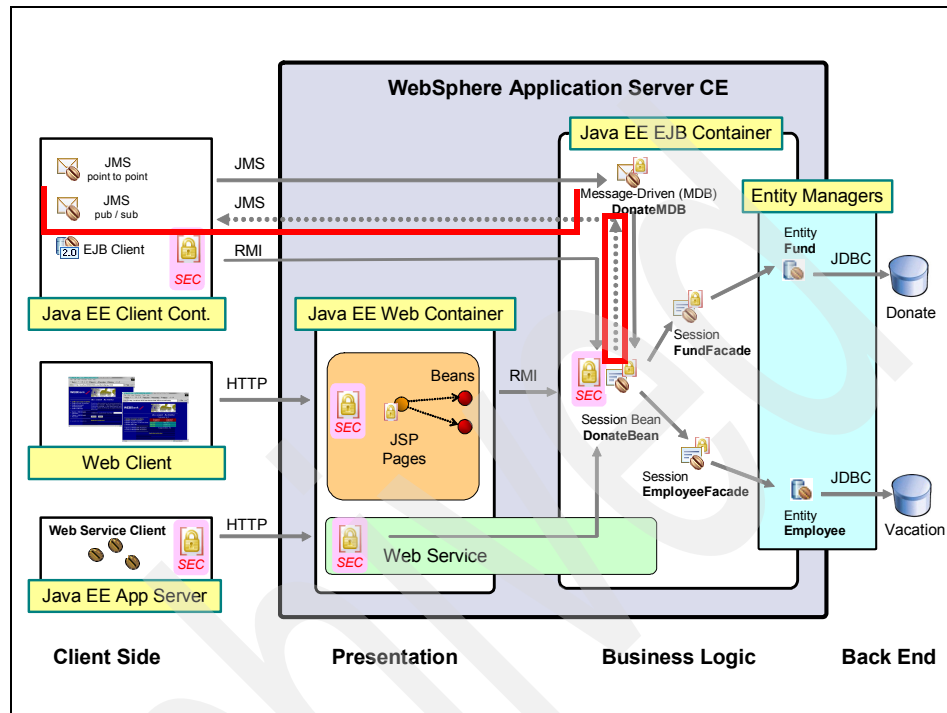 WebSphere Application Server CE
Java EE EJB Container
JMS
point to point
JMS
JMS
pub / sub
JMS
EJB Client
2.0
SEC
RMI
Java EE Client Cont.
Message-Driven (MDB)
DonateMDB
Entity Managers
Entity
Fund
JDBC
Donate
Session
FundFacade
Java EE Web Container
HTTP
Web Client
SEC
Beans
JSP
Pages
RMI
SEC
Session Bean
DonateBean
Session
EmployeeFacade
Entity
Employee
JDBC
Vacation
Web Service Client
SEC
HTTP
Java EE App Server
SEC
Web Service
Client Side
Presentation
Business Logic
Back End